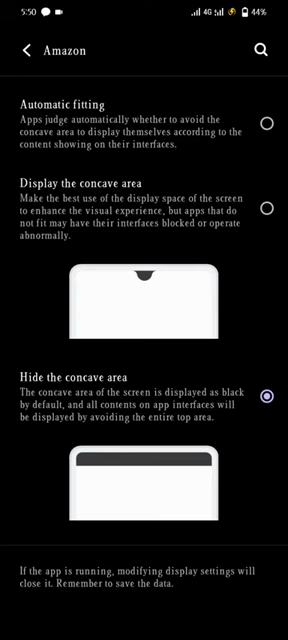 5:50 4G 44%
Amazon
Automatic fitting
Apps judge automatically whether to avoid the
concave area to display themselves according to the
content showing on their interfaces.
Display the concave area
Make the best use of the display space of the screen
to enhance the visual experience, but apps that do
not fit may have their interfaces blocked or operate
abnormally.
Hide the concave area
The concave area of the screen is displayed as black
by default, and all contents on app interfaces will
be displayed by avoiding the entire top area.
If the app is running, modifying display settings will
close it. Remember to save the data.